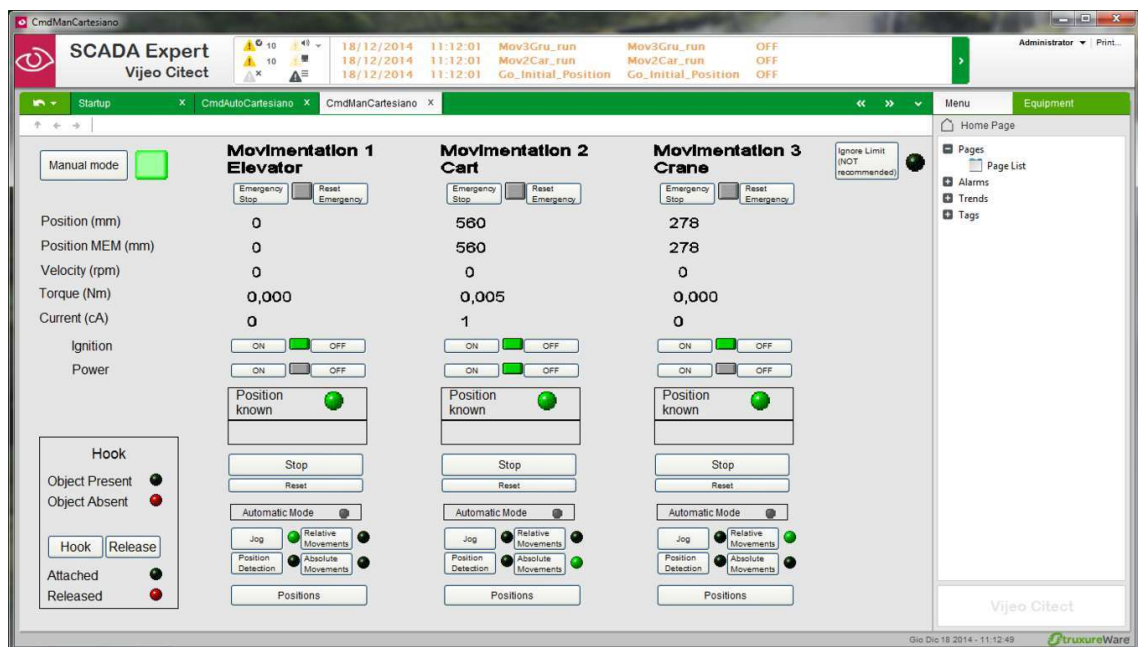 CmdManCartesiano
SCADA Expert
Vijeo Citect
10
10
18/12/2014 11:12:01 Mov3Gru_run Mov3Gru_run OFF
18/12/2014 11:12:01 Mov2Car_run Mov2Car_run OFF
18/12/2014 11:12:01 Go_Initial_Position Go_Initial_Position OFF
Administrator Print...
Startup x CmdAutoCartesiano x CmdManCartesiano x
Menu Equipment
Home Page
Pages
Page List
Alarms
Trends
Tags
Manual mode
Movimentation 1 Movimentation 2 Movimentation 3
Elevator Cart Crane
Ignore Limit
(NOT
recommended)
Emergency Reset Emergency Reset Emergency Reset
Stop Emergency Stop Emergency Stop Emergency
Position (mm) 0 560 278
Position MEM (mm) 0 560 278
Velocity (rpm) 0 0 0
Torque (Nm) 0,000 0,005 0,000
Current (cA) 0 1 0
Ignition ON OFF ON OFF ON OFF
Power ON OFF ON OFF ON OFF
Position Position Position
known known known
Hook
Object Present
Object Absent
Hook Release
Attached
Released
Stop Stop Stop
Reset Reset Reset
Automatic Mode Automatic Mode Automatic Mode
Jog Relative Jog Relative Jog Relative
Movements Movements Movements
Position Absolute Position Absolute Position Absolute
Detection Movements Detection Movements Detection Movements
Positions Positions Positions
Vijeo Citect
Gio Dic 18 2014 - 11:12:49 StruxureWare